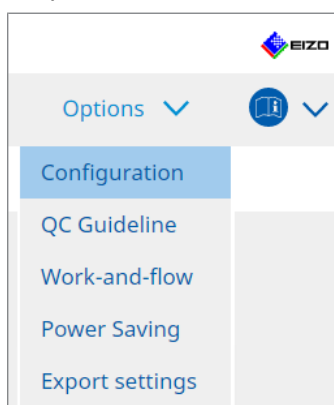 EIZO
Options
Configuration
QC Guideline
Work-and-flow
Power Saving
Export settings